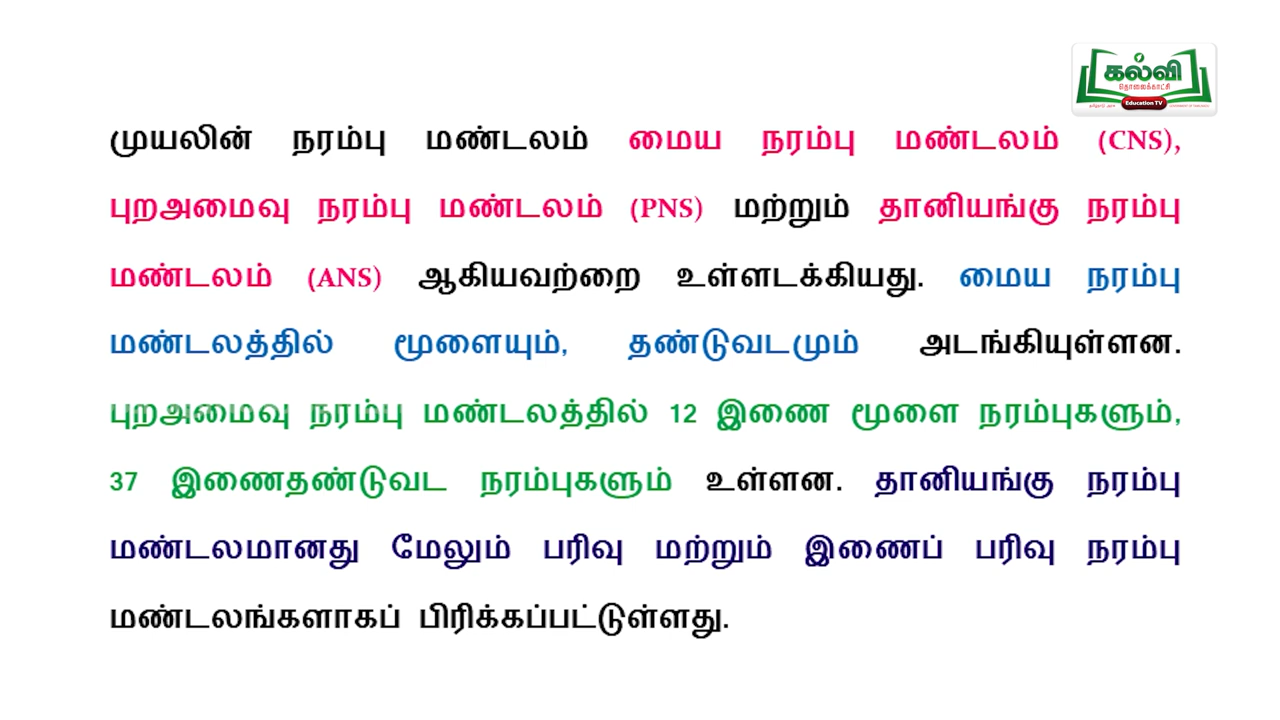 கல்வி
தொலைக்காட்சி
Education TV
முயலின் நரம்பு மண்டலம் மைய நரம்பு மண்டலம் (CNS),
புறஅமைவு நரம்பு மண்டலம் (PNS) மற்றும் தானியங்கு நரம்பு
மண்டலம் (ANS) ஆகியவற்றை உள்ளடக்கியது. மைய நரம்பு
மண்டலத்தில் மூளையும், தண்டுவடமும் அடங்கியுள்ளன.
புறஅமைவு நரம்பு மண்டலத்தில் 12 இணை மூளை நரம்புகளும்,
37 இணைதண்டுவட நரம்புகளும் உள்ளன. தானியங்கு நரம்பு
மண்டலமானது மேலும் பரிவு மற்றும் இணைப் பரிவு நரம்பு
மண்டலங்களாகப் பிரிக்கப்பட்டுள்ளது.